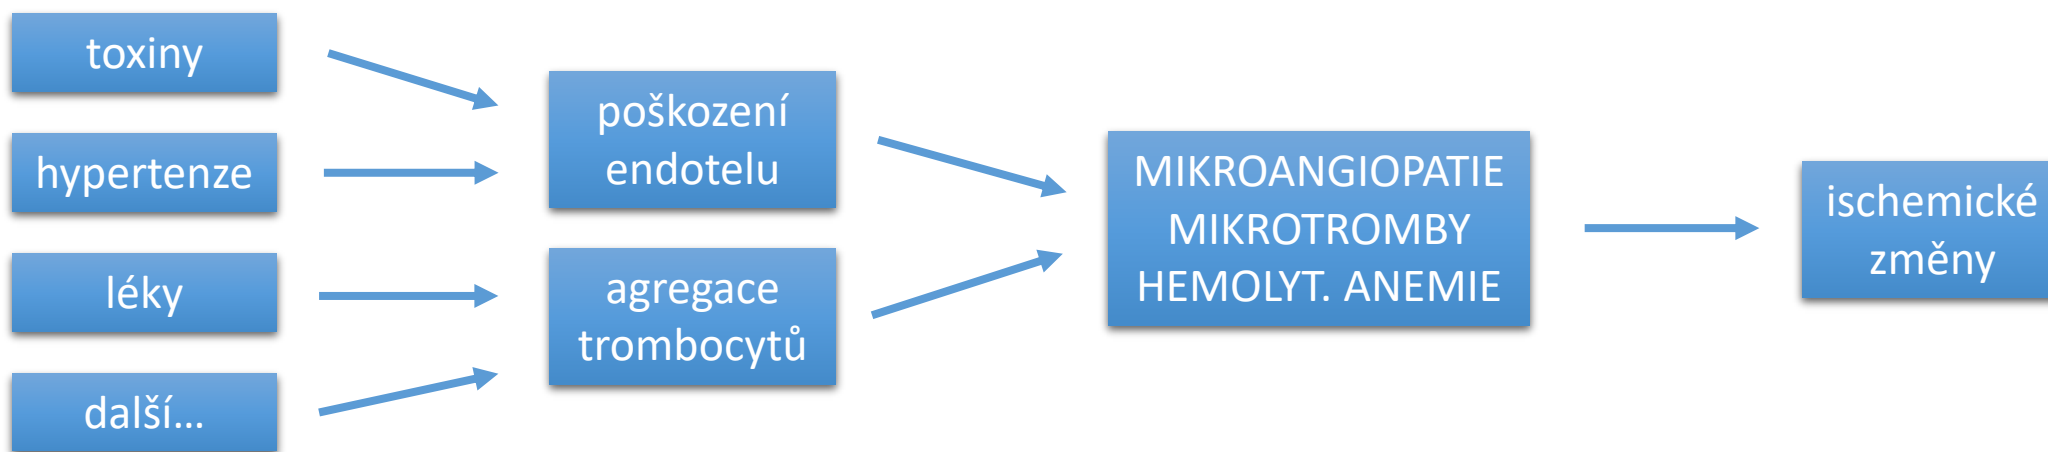 toxiny
hypertenze
léky
další...
poškození
endotelu
agregace
trombocytů
MIKROANGIOPATIE
MIKROTROMBY
HEMOLYT. ANEMIE
ischemické
změny